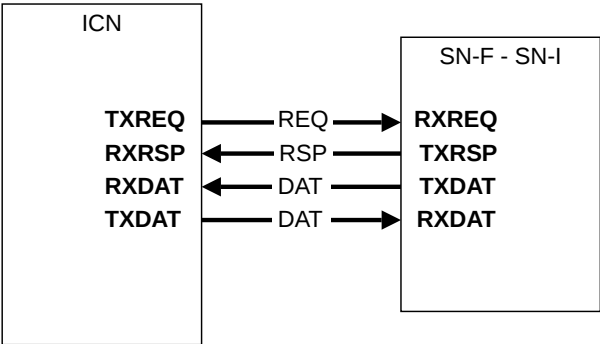 ICN
SN-F - SN-I
TXREQ REQ RXREQ
RXRSP RSP TXRSP
RXDAT DAT TXDAT
TXDAT DAT RXDAT